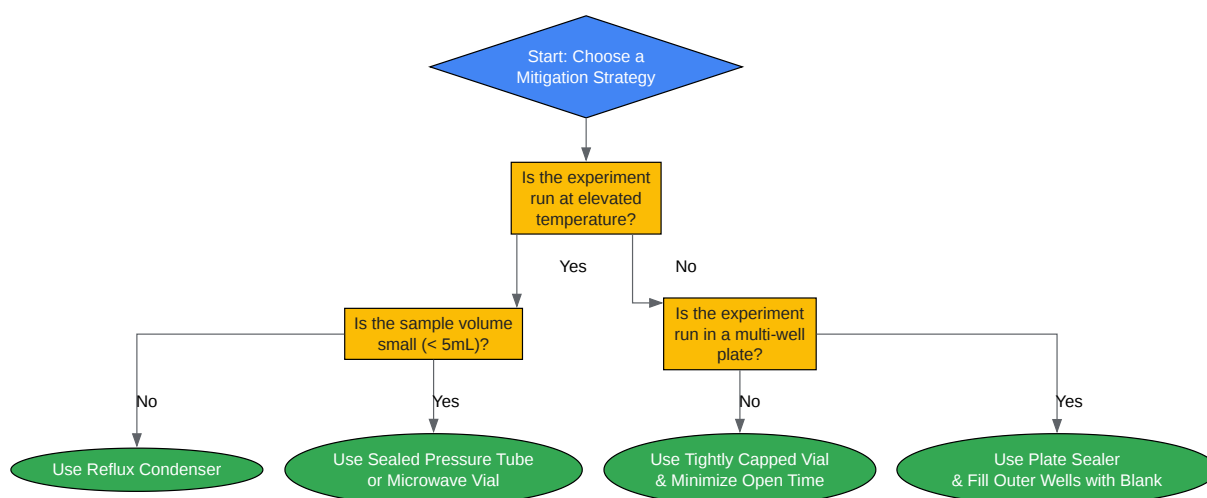 Start: Choose a
Mitigation Strategy
Is the experiment
run at elevated
temperature?
Yes
No
Is the sample volume
small (< 5mL)?
Is the experiment
run in a multi-well
plate?
No
Yes
No
Yes
Use Reflux Condenser
Use Sealed Pressure Tube
or Microwave Vial
Use Tightly Capped Vial
& Minimize Open Time
Use Plate Sealer
& Fill Outer Wells with Blank